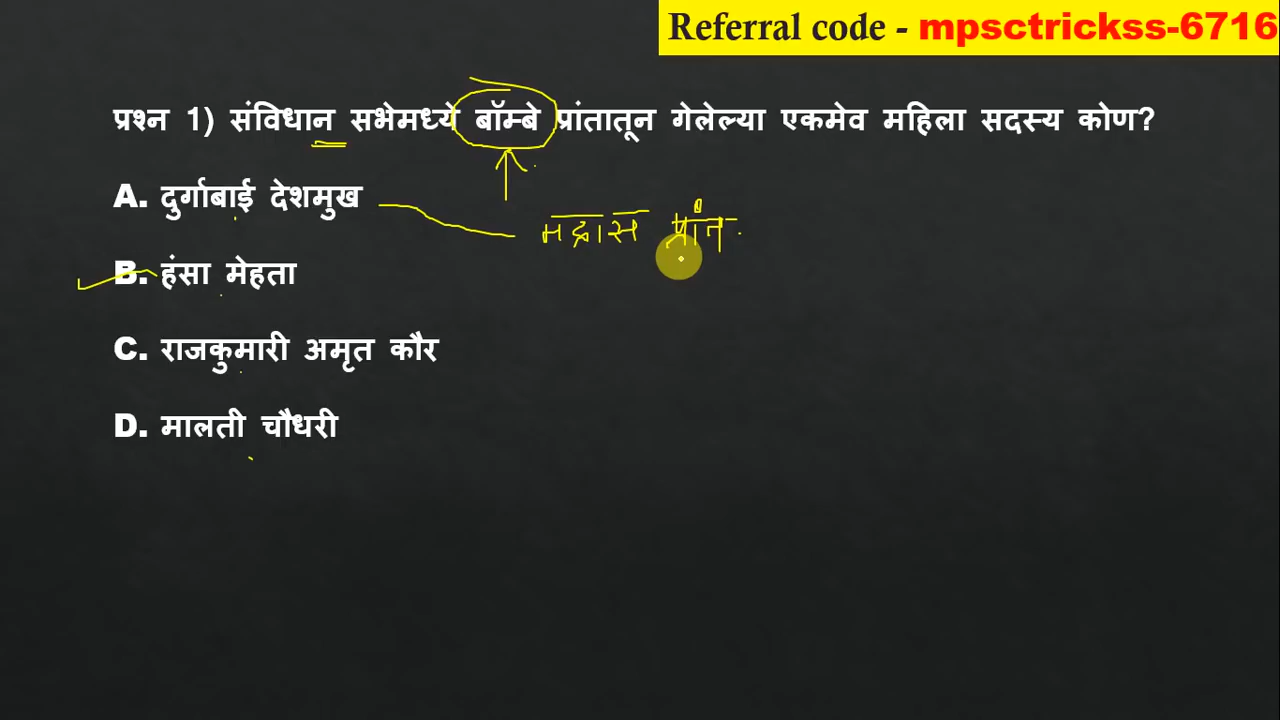 Referral code - mpsctrickss-6716
प्रश्न 1) संविधान सभेमध्ये बॉम्बे प्रांतातून गेलेल्या एकमेव महिला सदस्य कोण?
A. दुर्गाबाई देशमुख
मद्रास प्रांत
B. हंसा मेहता
C. राजकुमारी अमृत कौर
D. मालती चौधरी